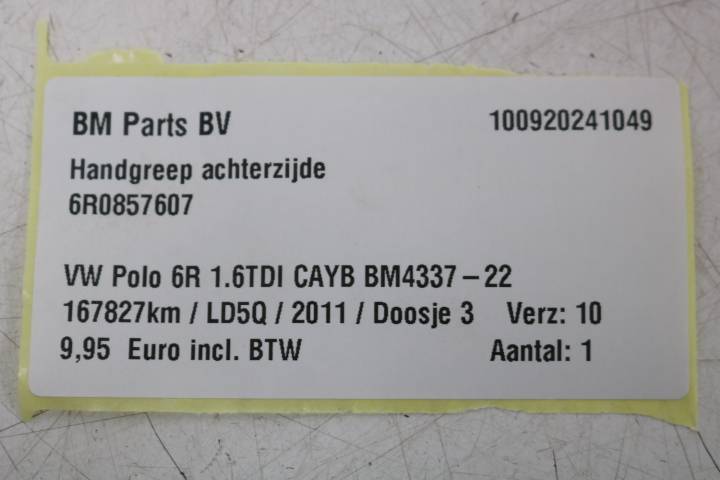 BM Parts BV 100920241049
Handgreep achterzijde
6R0857607
VW Polo 6R 1.6TDI CAYB BM4337-22
167827km / LD5Q / 2011 / Doosje 3 Verz: 10
9,95 Euro incl. BTW Aantal: 1